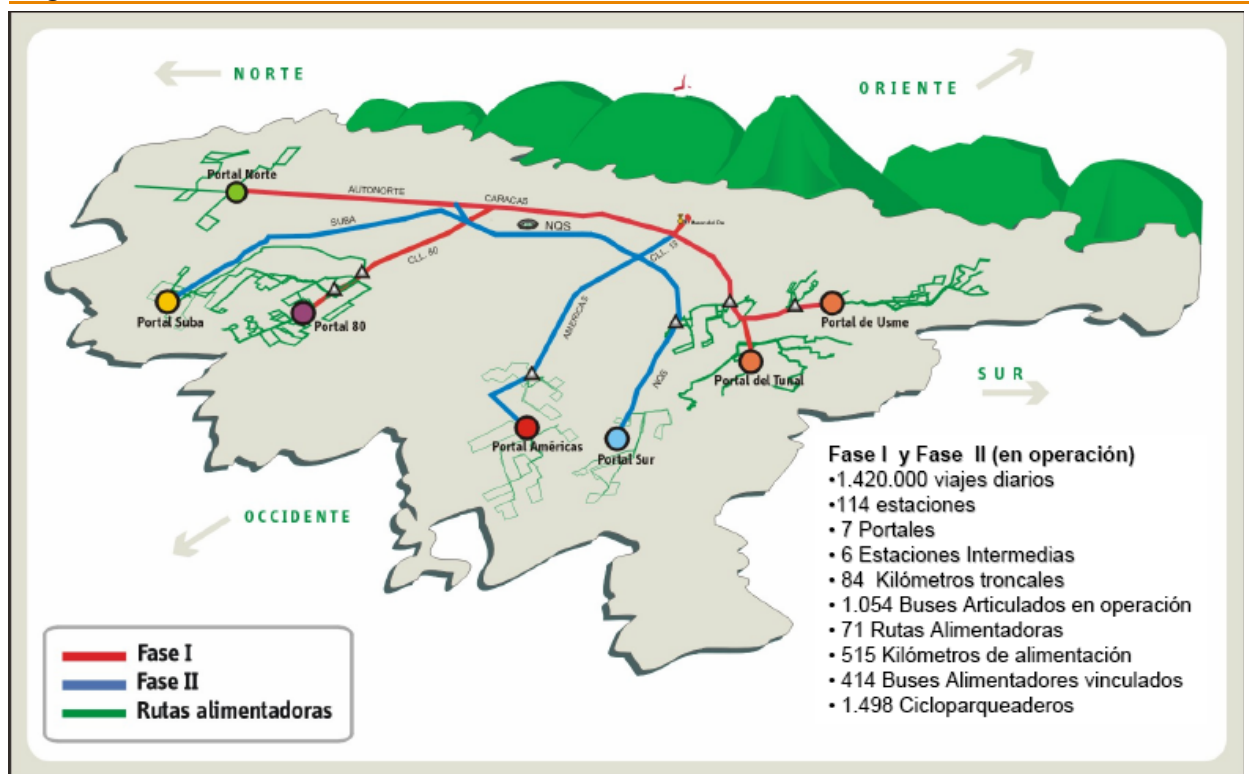 NORTE
ORIENTE
Portal Norte
AUTONORTE
CARACAS
SUBA
NQS
CLL. 80
CLL. 13
AMERICAS
Portal Suba
Portal 80
Portal de Usme
Portal del Tunal
NQS
SUR
Portal Américas
Portal Sur
OCCIDENTE
Fase I y Fase II (en operación)
•1.420.000 viajes diarios
•114 estaciones
• 7 Portales
• 6 Estaciones Intermedias
• 84 Kilómetros troncales
• 1.054 Buses Articulados en operación
• 71 Rutas Alimentadoras
• 515 Kilómetros de alimentación
• 414 Buses Alimentadores vinculados
• 1.498 Cicloparqueaderos
Fase I
Fase II
Rutas alimentadoras